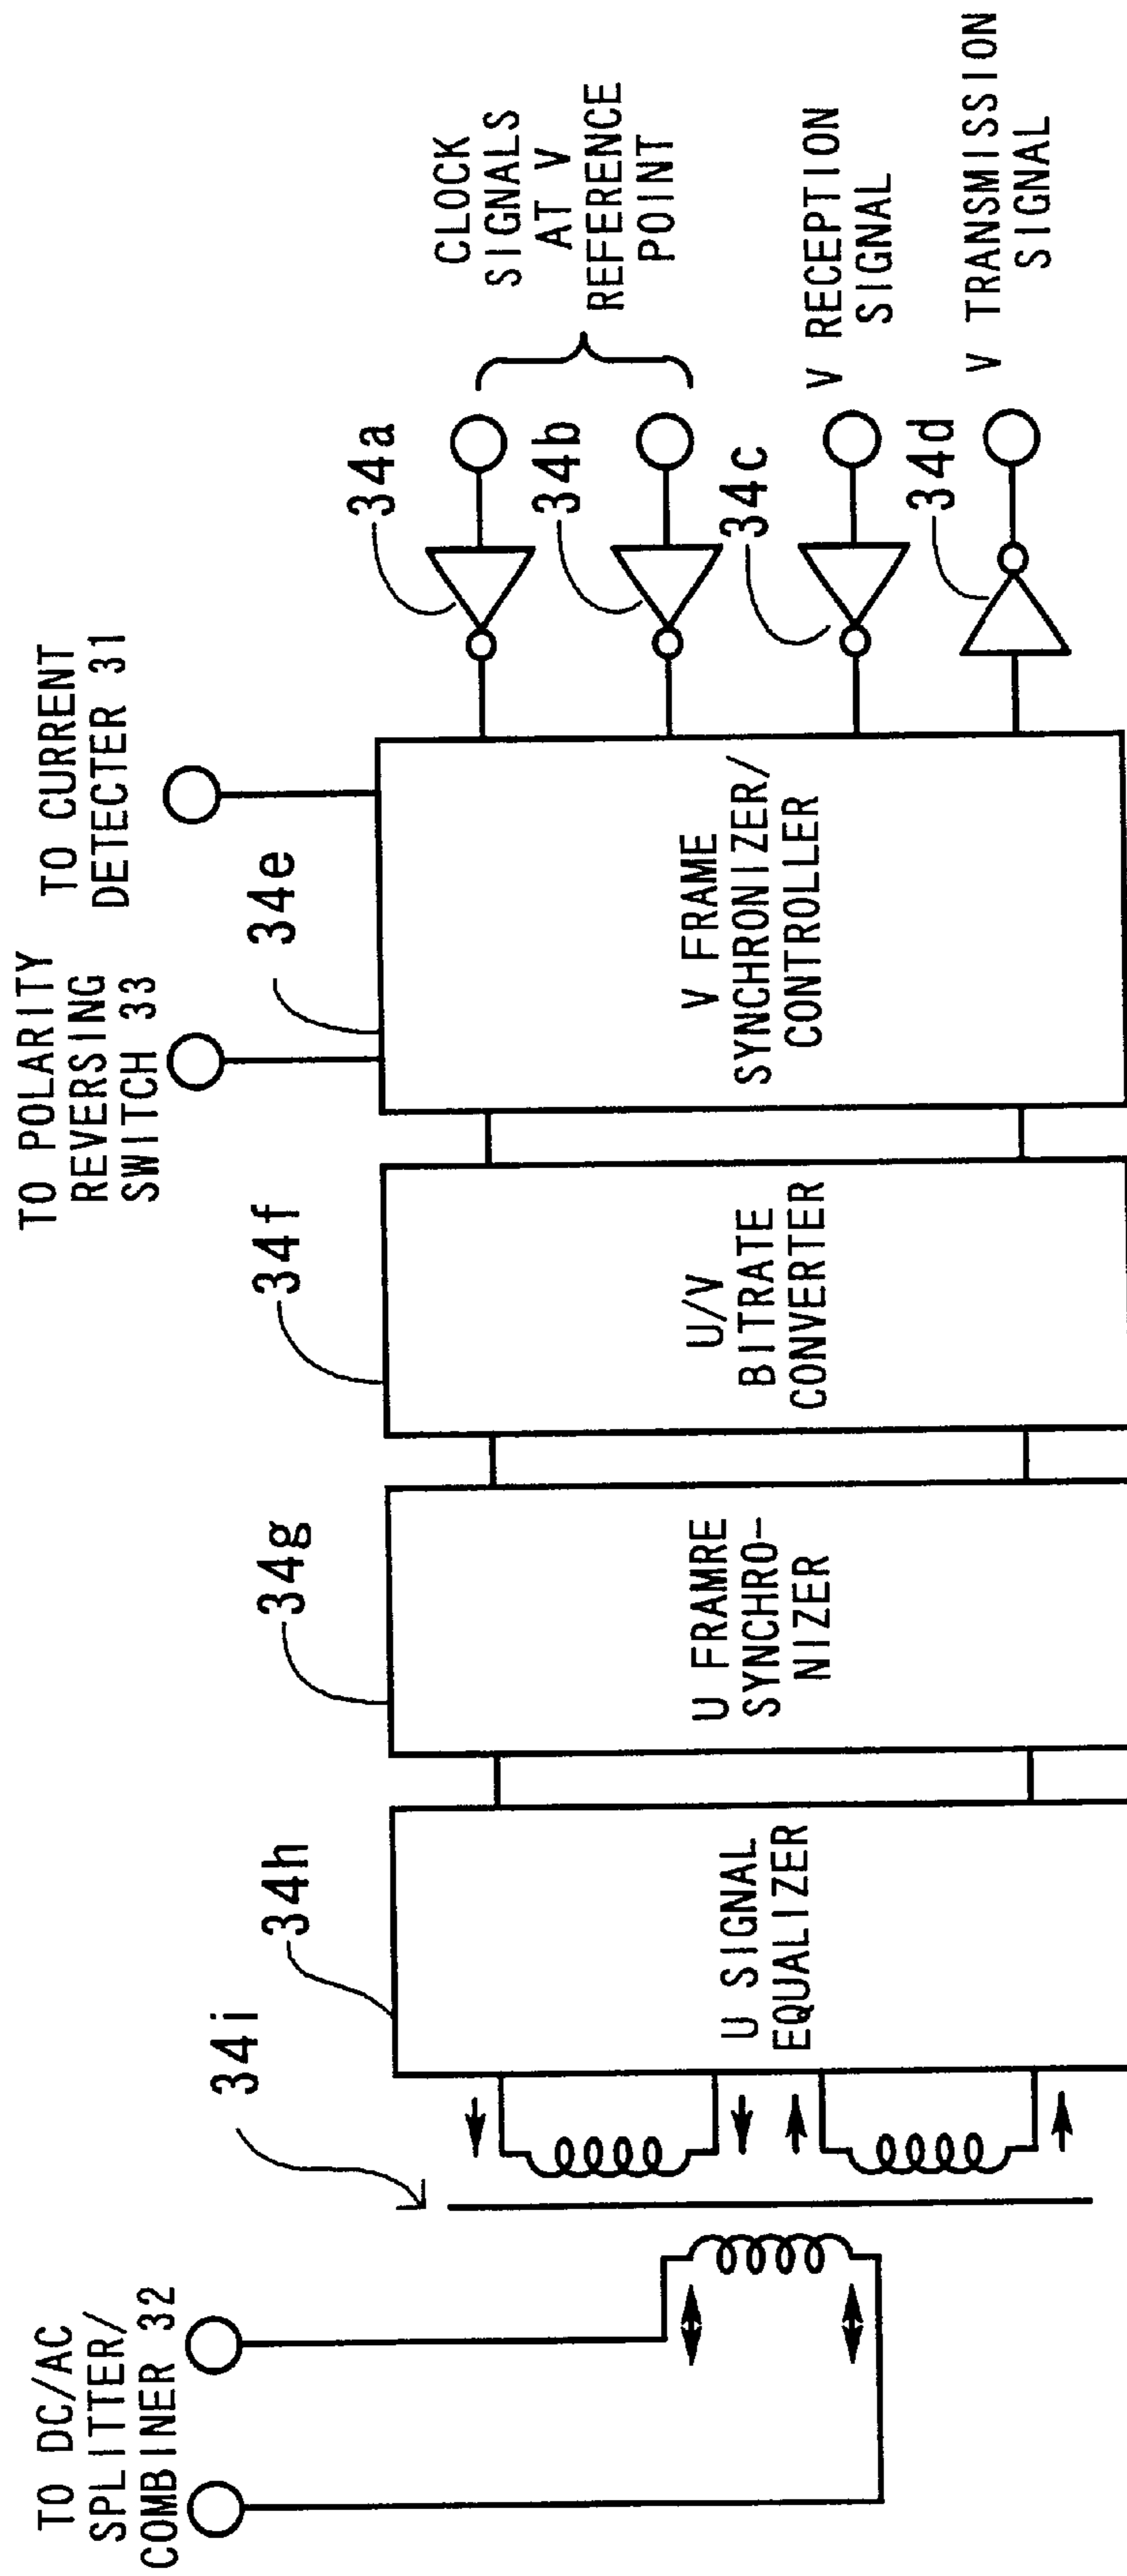 TO DC/AC
SPLITTER/
COMBINER 32
34i
34h
U SIGNAL
EQUALIZER
34g
U FRAMRE
SYNCHRO-
NIZER
34f
U/V
BITRATE
CONVERTER
TO POLARITY
REVERSING
SWITCH 33
34e
TO CURRENT
DETECTER 31
V FRAME
SYNCHRONIZER/
CONTROLLER
34a
34b
34c
34d
CLOCK
SIGNALS
AT V
REFERENCE
POINT
V RECEPTION
SIGNAL
V TRANSMISSION
SIGNAL